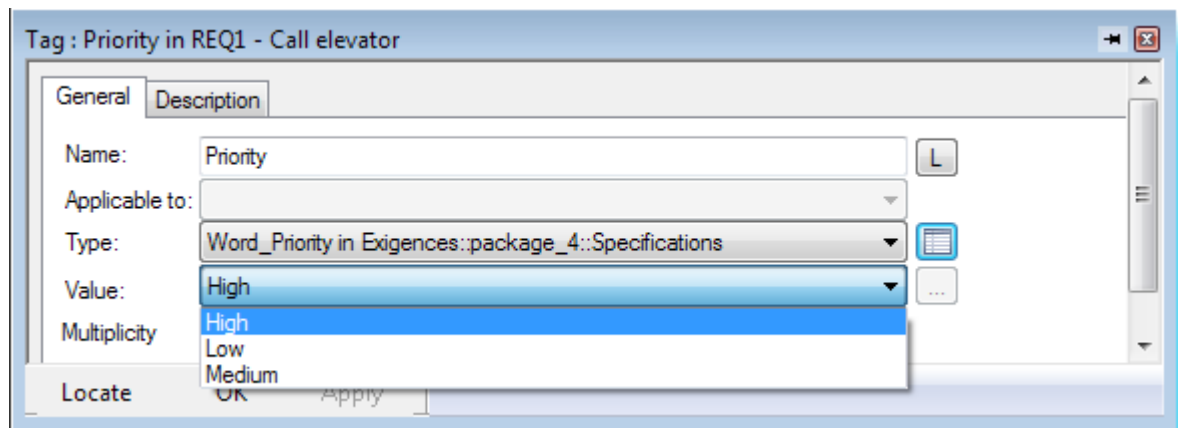 Tag : Priority in REQ1 - Call elevator
General Description
Name: Priority L
Applicable to:
Type: Word_Priority in Exigences::package_4::Specifications
Value: High ...
High
Multiplicity
Low
Medium
Locate OK Apply